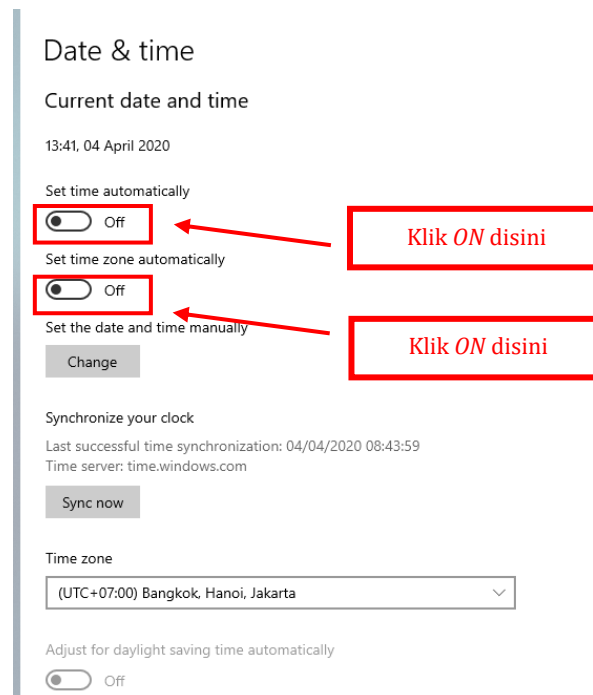 Date & time
Current date and time
13:41, 04 April 2020
Set time automatically
Off
Klik ON disini
Set time zone automatically
Off
Set the date and time manually
Klik ON disini
Change
Synchronize your clock
Last successful time synchronization: 04/04/2020 08:43:59
Time server: time.windows.com
Sync now
Time zone
(UTC+07:00) Bangkok, Hanoi, Jakarta
Adjust for daylight saving time automatically
Off